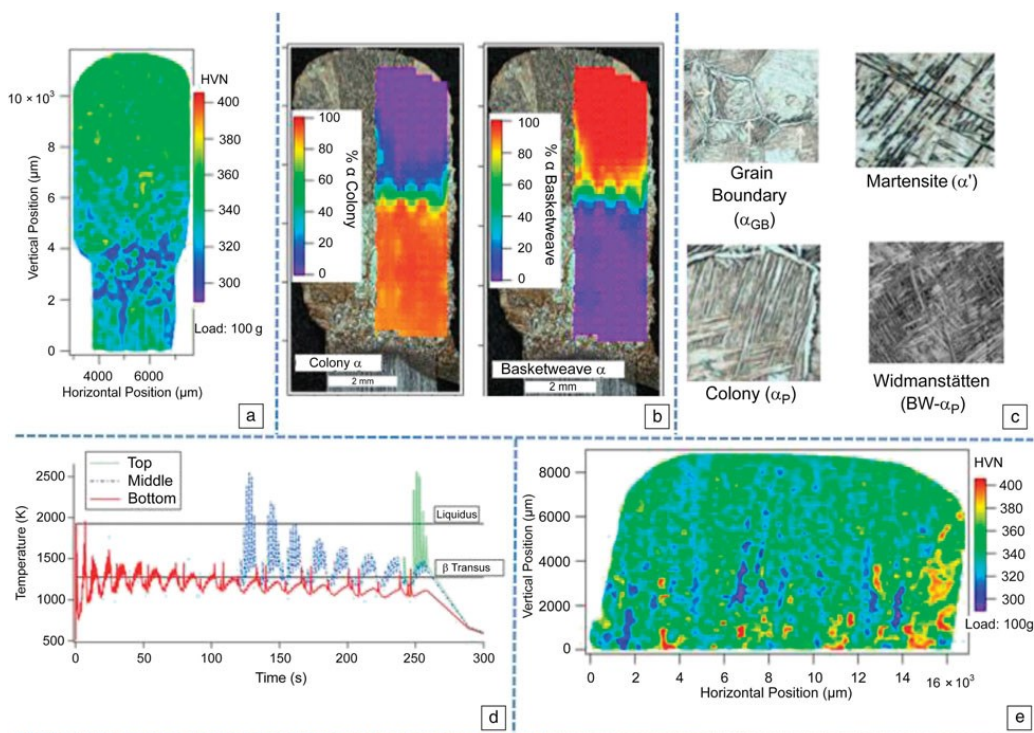 HVN
10 × 10³
8
6
4
2
0
400
380
360
340
320
300
Load: 100 g
Vertical Position (µm)
4000 6000
Horizontal Position (µm)
a
100
80
60
40
20
0
% α Colony
Colony α
2 mm
100
80
60
40
20
0
% α Basketweave
Basketweave α
2 mm
b
Grain
Boundary
(αGB)
Martensite (α')
Colony (αP)
Widmanstätten
(BW-αP)
c
Top
Middle
Bottom
Liquidus
β Transus
2500
2000
1500
1000
500
Temperature (K)
0 50 100 150 200 250 300
Time (s)
d
8000
6000
4000
2000
0
Vertical Position (µm)
HVN
400
380
360
340
320
300
Load: 100g
0 2 4 6 8 10 12 14 16 × 10³
Horizontal Position (µm)
e